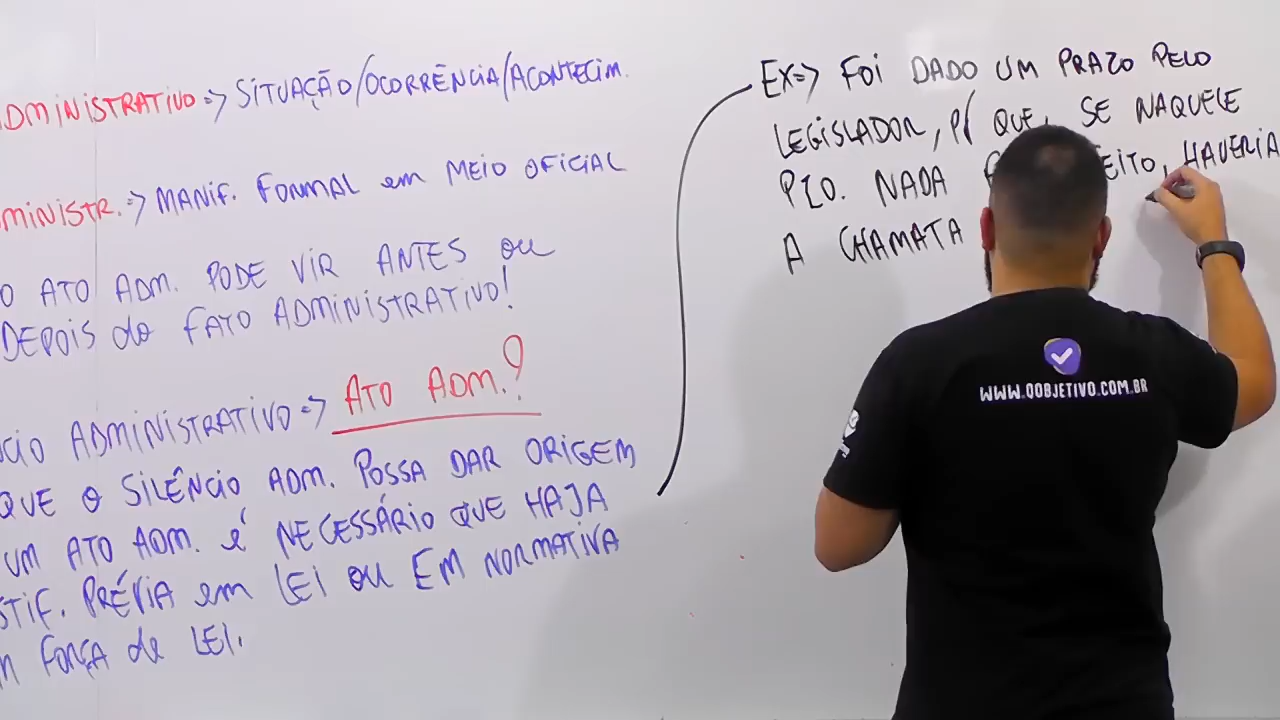 ADMINISTRATIVO => SITUAÇÃO/OCORRÊNCIA/ACONTECIM.
MINISTR. => MANIF. FORMAL em MEIO OFICIAL
O ATO ADM. PODE VIR ANTES ou
DEPOIS do FATO ADMINISTRATIVO!
CIO ADMINISTRATIVO => ATO ADM.?
QUE O SILÊNCIO ADM. POSSA DAR ORIGEM
UM ATO ADM. é NECESSÁRIO QUE HAJA
STIF. PRÉVIA em LEI ou EM NORMATIVA
FORÇA de LEI.
EX=> FOI DADO UM PRAZO PELO
LEGISLADOR, P/ QUE, SE NAQUELE
PZO. NADA EITO, HAVERIA
A CHAMATA
WWW.QOBJETIVO.COM.BR